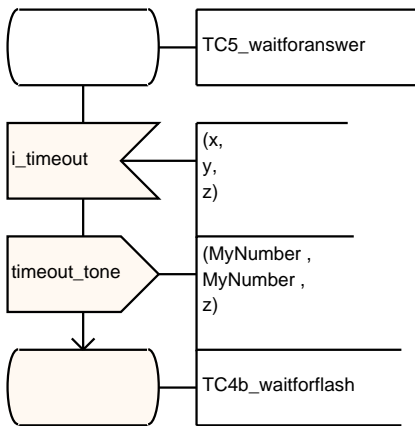 TC5_waitforanswer
i_timeout
(x,
y,
z)
timeout_tone
(MyNumber ,
MyNumber ,
z)
TC4b_waitforflash